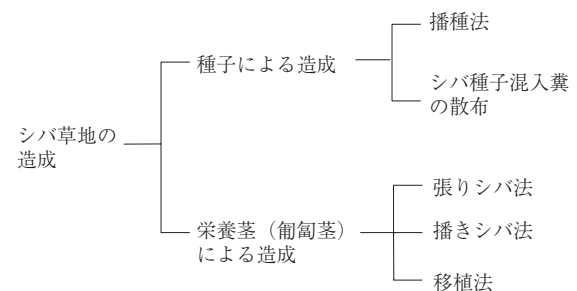 シバ草地の
造成
種子による造成
播種法
シバ種子混入糞
の散布
栄養茎（匍匐茎）
による造成
張りシバ法
播きシバ法
移植法